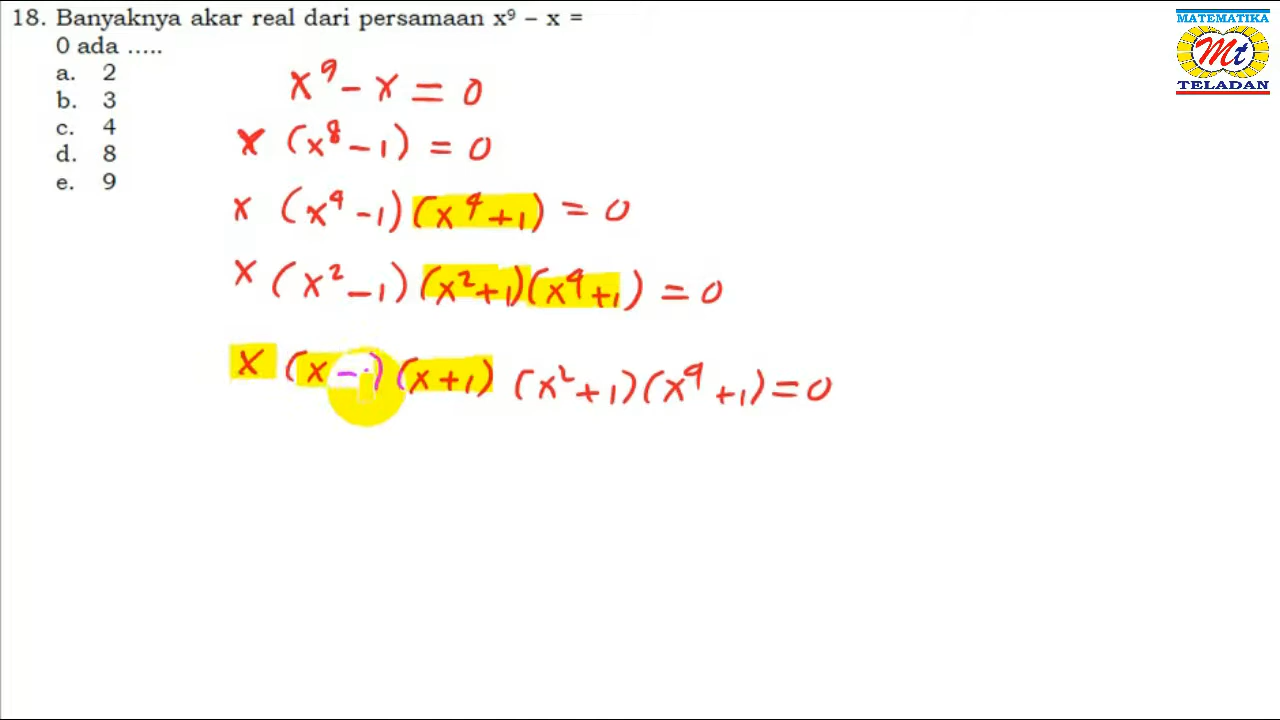 18. Banyaknya akar real dari persamaan x⁹ – x =
0 ada .....
a. 2
b. 3
c. 4
d. 8
e. 9
MATEMATIKA
Mt
TELADAN
x⁹ - x = 0
x (x⁸ - 1) = 0
x (x⁴ - 1) (x⁴ + 1) = 0
x (x² - 1) (x² + 1) (x⁴ + 1) = 0
x (x - 1) (x + 1) (x² + 1) (x⁴ + 1) = 0